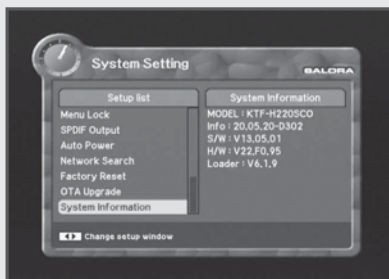 System Setting
SALORA
Setup list
Menu Lock
SPDIF Output
Auto Power
Network Search
Factory Reset
OTA Upgrade
System Information
System Information
MODEL : KTF-H220SCO
Info : 20,05,20-D302
S/W : V13,05,01
H/W : V22,F0,95
Loader : V6,1,9
Change setup window